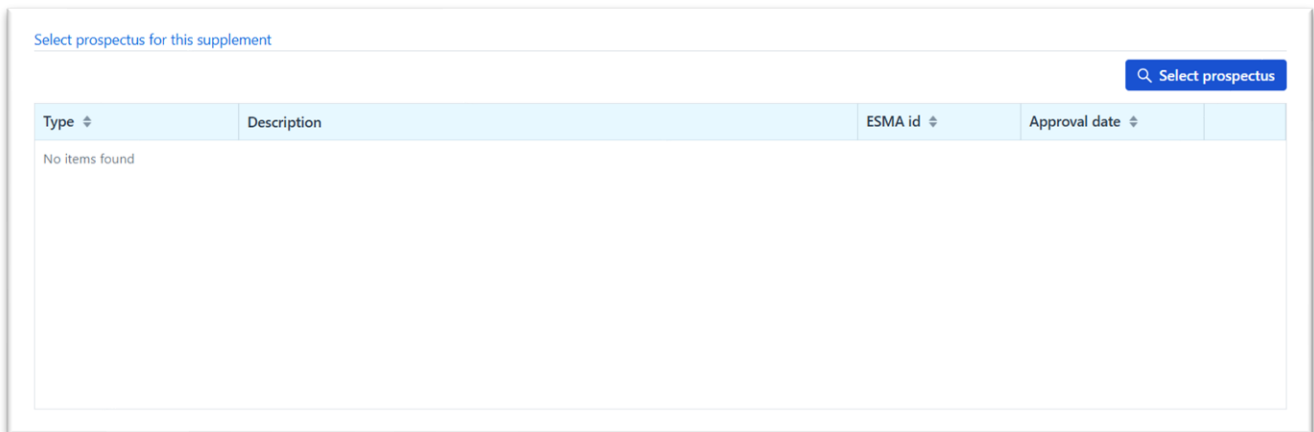 Select prospectus for this supplement
Select prospectus
Type Description ESMA id Approval date
No items found